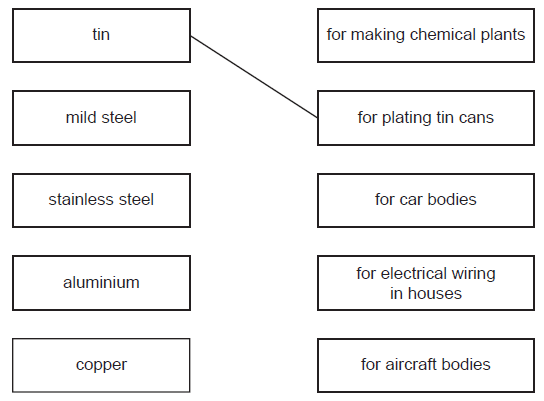 tin
for making chemical plants
mild steel
for plating tin cans
stainless steel
for car bodies
aluminium
for electrical wiring
in houses
copper
for aircraft bodies